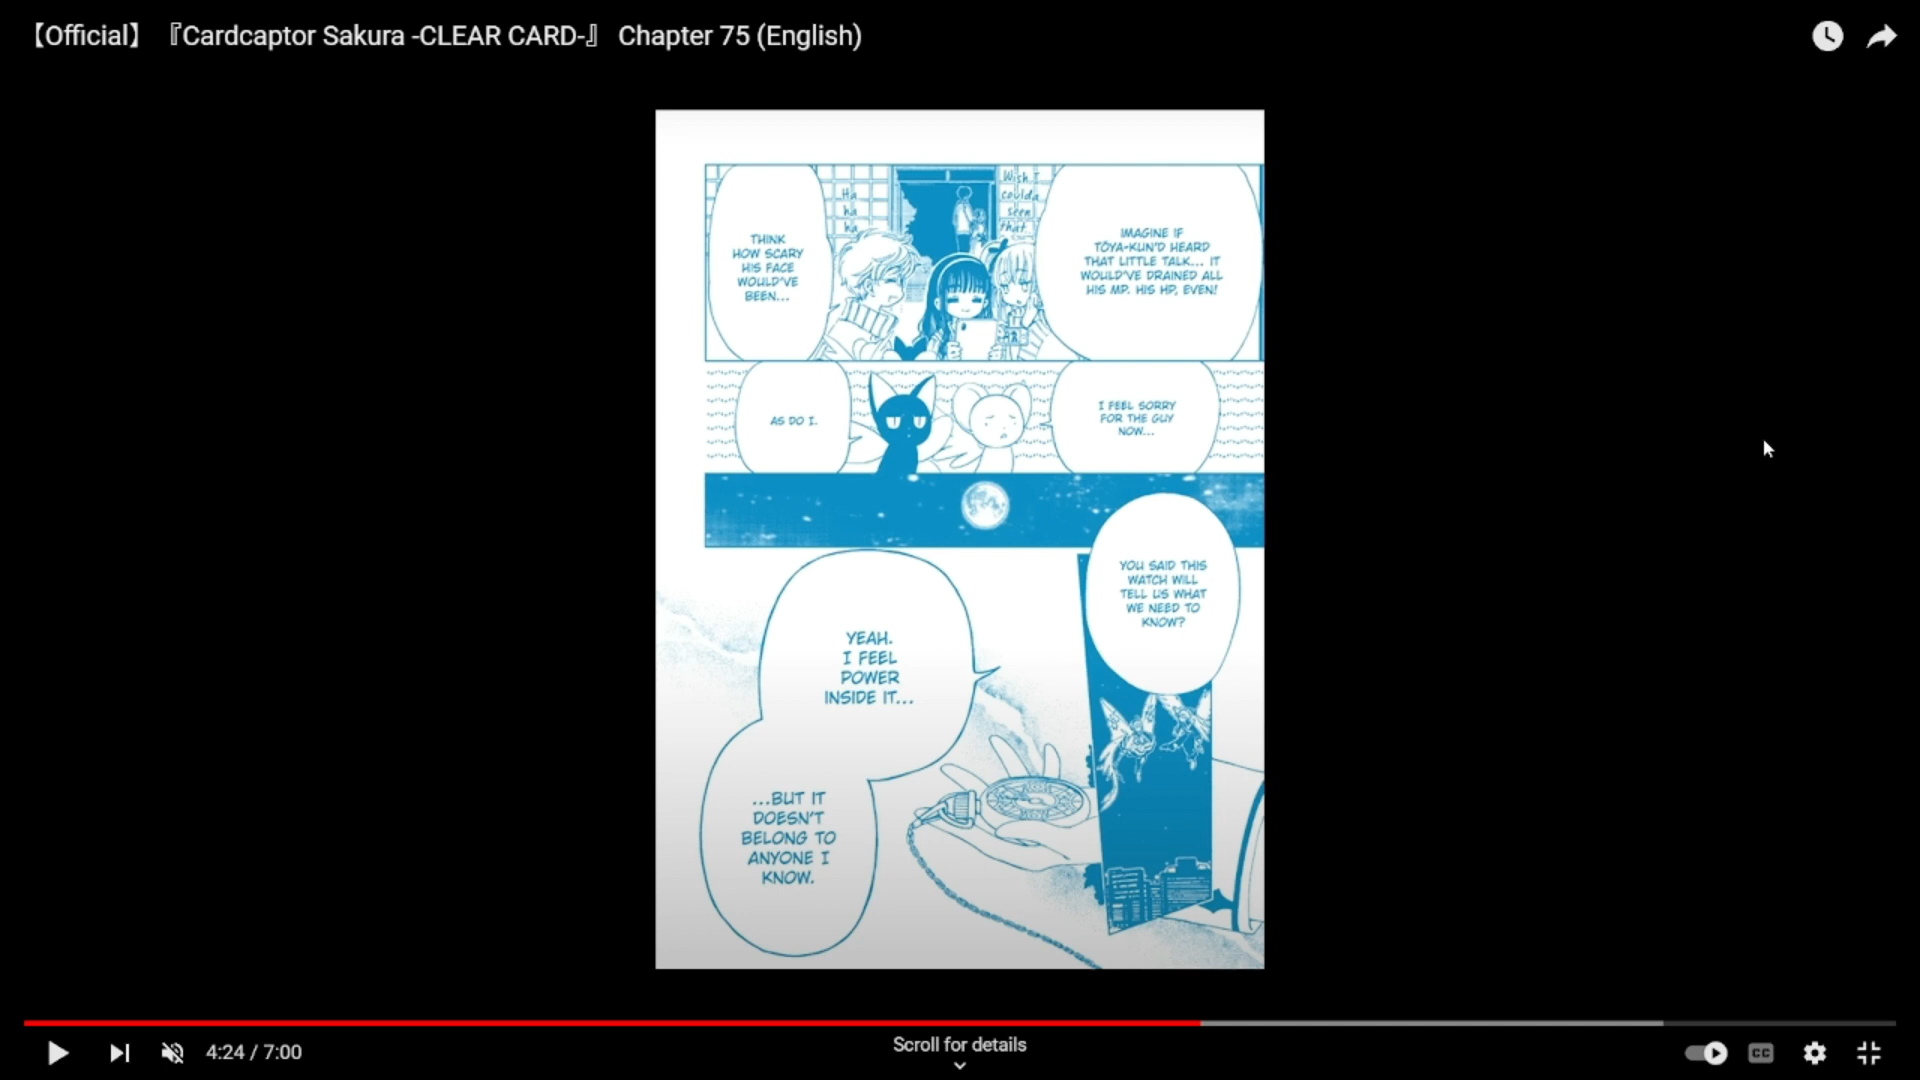 【Official】 『Cardcaptor Sakura -CLEAR CARD-』 Chapter 75 (English)
IMAGINE IF
TŌYA-KUN'D HEARD
THAT LITTLE TALK... IT
WOULD'VE DRAINED ALL
HIS MP. HIS HP, EVEN!
Wish I
coulda
seen
that...
Ha
ha
ha
THINK
HOW SCARY
HIS FACE
WOULD'VE
BEEN...
I FEEL SORRY
FOR THE GUY
NOW...
AS DO I.
YOU SAID THIS
WATCH WILL
TELL US WHAT
WE NEED TO
KNOW?
YEAH.
I FEEL
POWER
INSIDE IT...
...BUT IT
DOESN'T
BELONG TO
ANYONE I
KNOW.
4:24 / 7:00
Scroll for details
CC